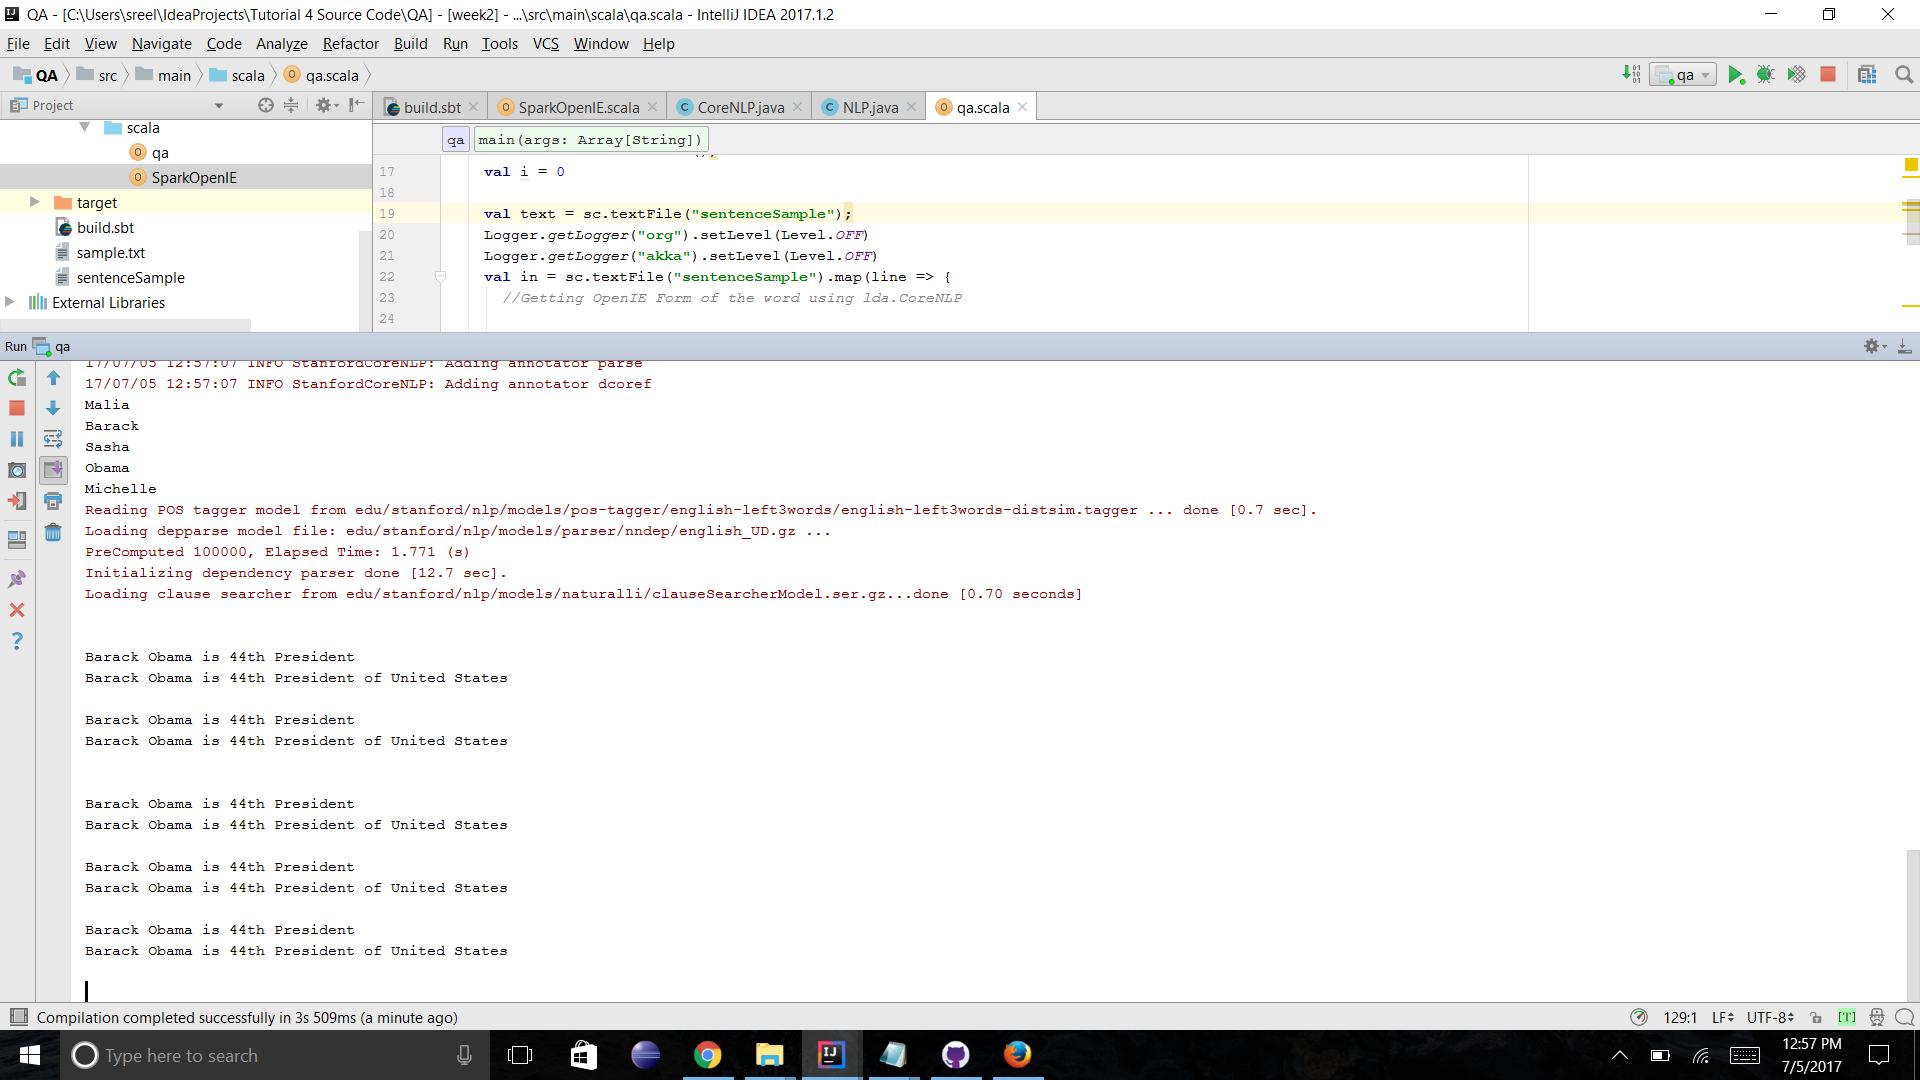 QA - [C:\Users\sreel\IdeaProjects\Tutorial 4 Source Code\QA] - [week2] - ...\src\main\scala\qa.scala - IntelliJ IDEA 2017.1.2
File Edit View Navigate Code Analyze Refactor Build Run Tools VCS Window Help
QA src main scala qa.scala
qa
Project
build.sbt SparkOpenIE.scala CoreNLP.java NLP.java qa.scala
scala
qa
SparkOpenIE
target
build.sbt
sample.txt
sentenceSample
External Libraries
qa main(args: Array[String])
17 val i = 0
18
19 val text = sc.textFile("sentenceSample");
20 Logger.getLogger("org").setLevel(Level.OFF)
21 Logger.getLogger("akka").setLevel(Level.OFF)
22 val in = sc.textFile("sentenceSample").map(line => {
23 //Getting OpenIE Form of the word using lda.CoreNLP
24
Run qa
17/07/05 12:57:07 INFO StanfordCoreNLP: Adding annotator parse
17/07/05 12:57:07 INFO StanfordCoreNLP: Adding annotator dcoref
Malia
Barack
Sasha
Obama
Michelle
Reading POS tagger model from edu/stanford/nlp/models/pos-tagger/english-left3words/english-left3words-distsim.tagger ... done [0.7 sec].
Loading depparse model file: edu/stanford/nlp/models/parser/nndep/english_UD.gz ...
PreComputed 100000, Elapsed Time: 1.771 (s)
Initializing dependency parser done [12.7 sec].
Loading clause searcher from edu/stanford/nlp/models/naturalli/clauseSearcherModel.ser.gz...done [0.70 seconds]
Barack Obama is 44th President
Barack Obama is 44th President of United States
Barack Obama is 44th President
Barack Obama is 44th President of United States
Barack Obama is 44th President
Barack Obama is 44th President of United States
Barack Obama is 44th President
Barack Obama is 44th President of United States
Barack Obama is 44th President
Barack Obama is 44th President of United States
Compilation completed successfully in 3s 509ms (a minute ago)
129:1 LF UTF-8 [T]
Type here to search
12:57 PM
7/5/2017